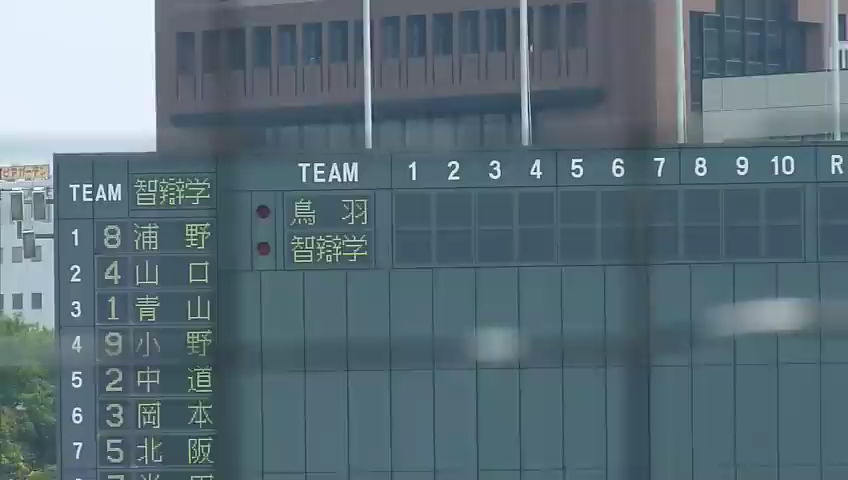 TEAM 智辯学
1 8 浦野
2 4 山口
3 1 青山
4 9 小野
5 2 中道
6 3 岡本
7 5 北阪
TEAM 1 2 3 4 5 6 7 8 9 10 R
鳥羽
智辯学